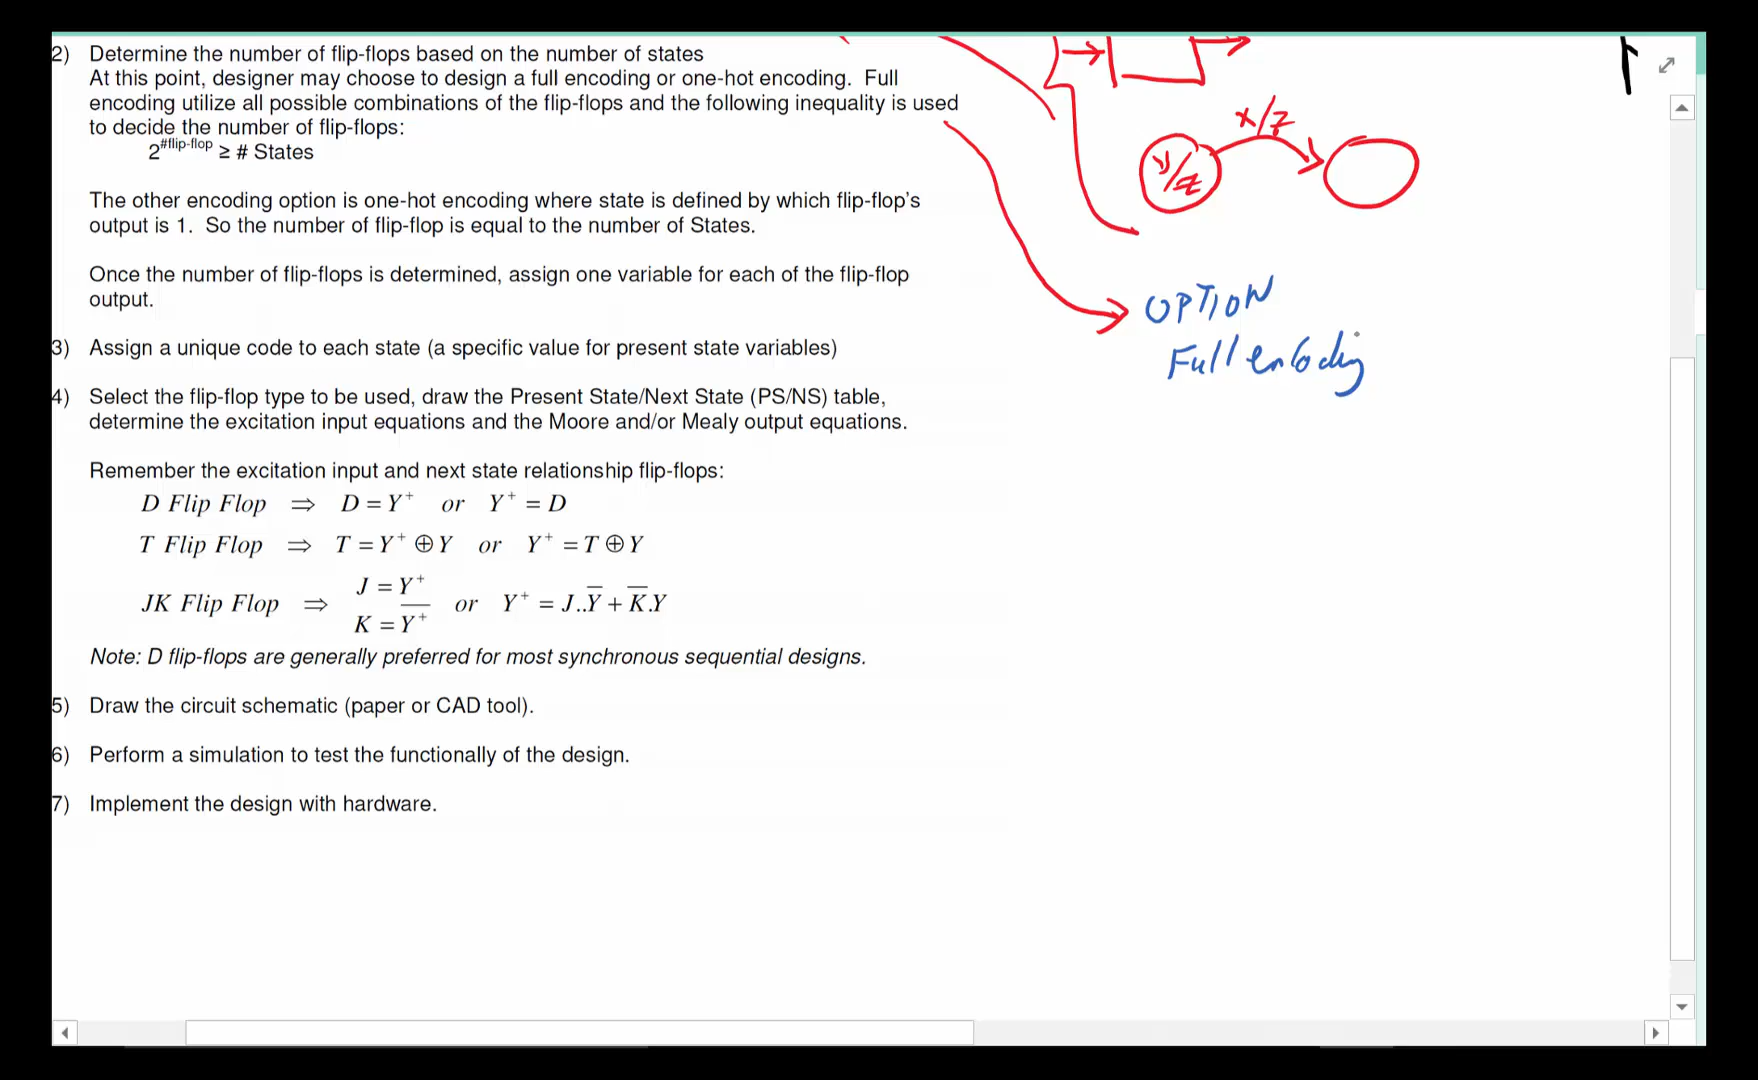 2) Determine the number of flip-flops based on the number of states
At this point, designer may choose to design a full encoding or one-hot encoding. Full
encoding utilize all possible combinations of the flip-flops and the following inequality is used
to decide the number of flip-flops:
2^#flip-flop ≥ # States
The other encoding option is one-hot encoding where state is defined by which flip-flop's
output is 1. So the number of flip-flop is equal to the number of States.
Once the number of flip-flops is determined, assign one variable for each of the flip-flop
output.
3) Assign a unique code to each state (a specific value for present state variables)
4) Select the flip-flop type to be used, draw the Present State/Next State (PS/NS) table,
determine the excitation input equations and the Moore and/or Mealy output equations.
Remember the excitation input and next state relationship flip-flops:
D Flip Flop ⇒ D = Y⁺ or Y⁺ = D
T Flip Flop ⇒ T = Y⁺ ⊕ Y or Y⁺ = T ⊕ Y
JK Flip Flop ⇒ J = Y⁺ K = Y̅⁺ or Y⁺ = J..Y̅ + K̅.Y
Note: D flip-flops are generally preferred for most synchronous sequential designs.
5) Draw the circuit schematic (paper or CAD tool).
6) Perform a simulation to test the functionally of the design.
7) Implement the design with hardware.
x/z
y/z
OPTION
Full encoding